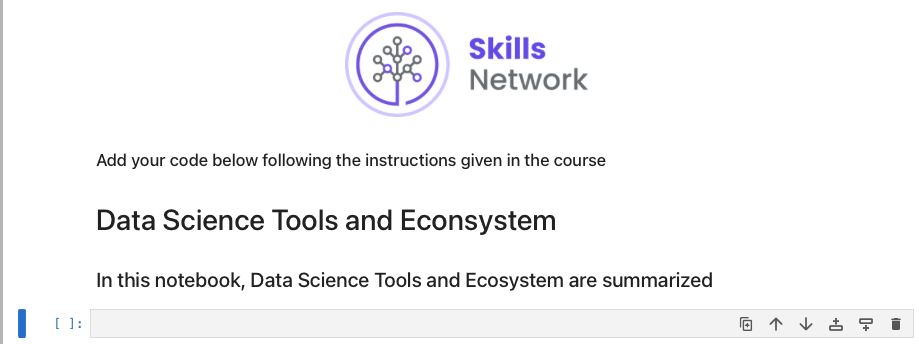 Skills
Network
Add your code below following the instructions given in the course
Data Science Tools and Econsystem
In this notebook, Data Science Tools and Ecosystem are summarized
[ ]: